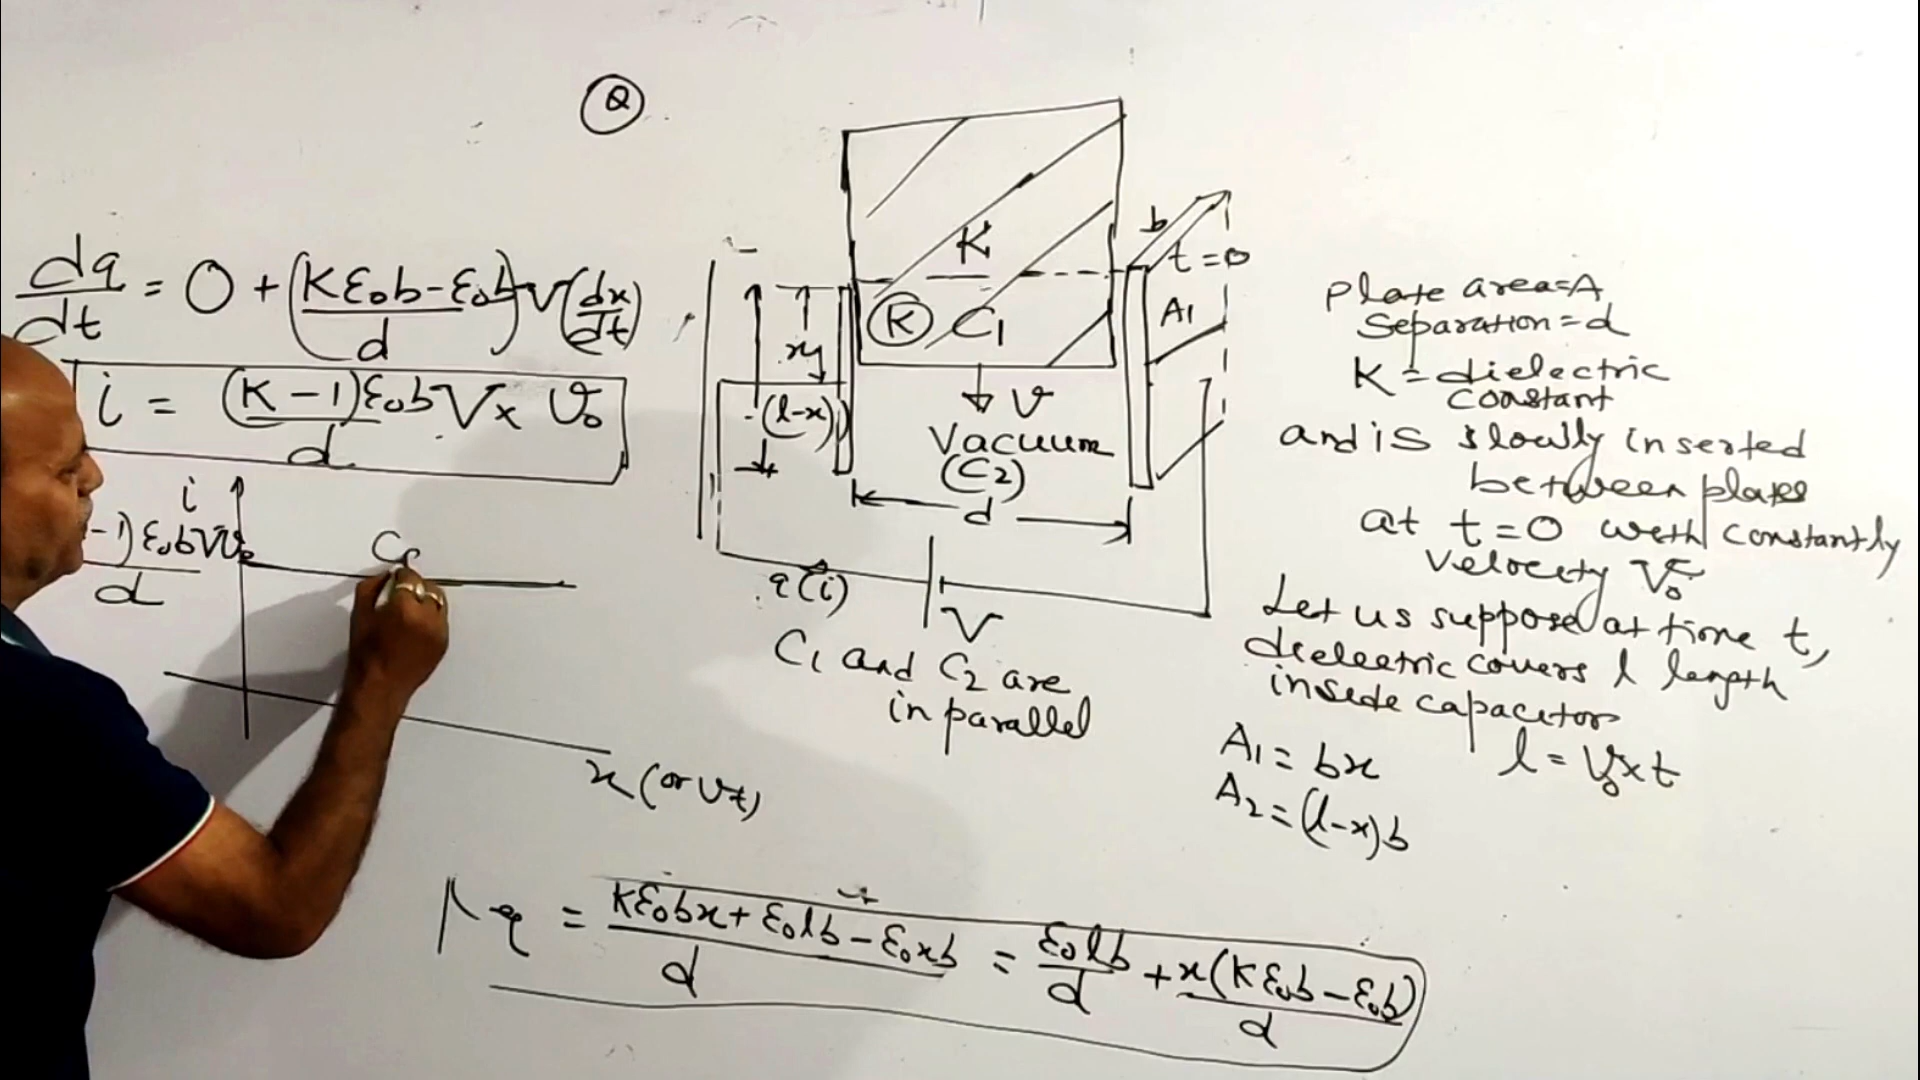 Q
dq/dt = 0 + (Kε₀b-ε₀b/d)V(dx/dt)
i = (K-1)ε₀b/d V x v₀
i
-1)ε₀bVv₀
d
C
x (or vt)
K
b
t=0
A1
K C1
x
(l-x)
v
Vacuum
(C2)
d
q(i)
V
C1 and C2 are
in parallel
plate area=A
Separation=d
K = dielectric
constant
and is slowly inserted
between plates
at t=0 with constantly
velocity V₀
Let us suppose at time t,
dielectric covers l length
inside capacitor
A1 = bx
l = V₀xt
A2 = (l-x)b
= Kε₀bx+ε₀lb-ε₀xb/d = ε₀lb/d + x(Kε₀b-ε₀b)/d